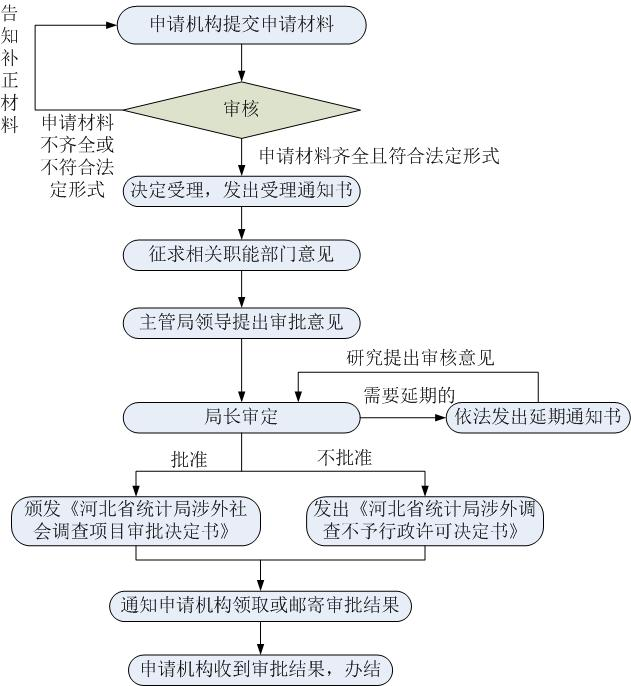 告
知
补
正
材
料
申请机构提交申请材料
审核
申请材料
不齐全或
不符合法
定形式
申请材料齐全且符合法定形式
决定受理，发出受理通知书
征求相关职能部门意见
主管局领导提出审批意见
研究提出审核意见
需要延期的
局长审定
依法发出延期通知书
批准
不批准
颁发《河北省统计局涉外社
会调查项目审批决定书》
发出《河北省统计局涉外调
查不予行政许可决定书》
通知申请机构领取或邮寄审批结果
申请机构收到审批结果，办结